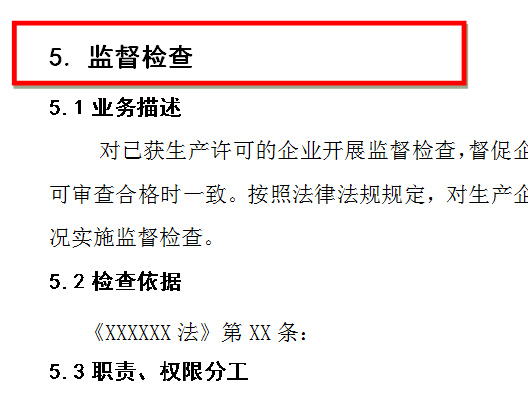 5. 监督检查
5.1 业务描述
对已获生产许可的企业开展监督检查,督促企
可审查合格时一致。按照法律法规规定，对生产企
况实施监督检查。
5.2 检查依据
《XXXXXX 法》第 XX 条：
5.3 职责、权限分工